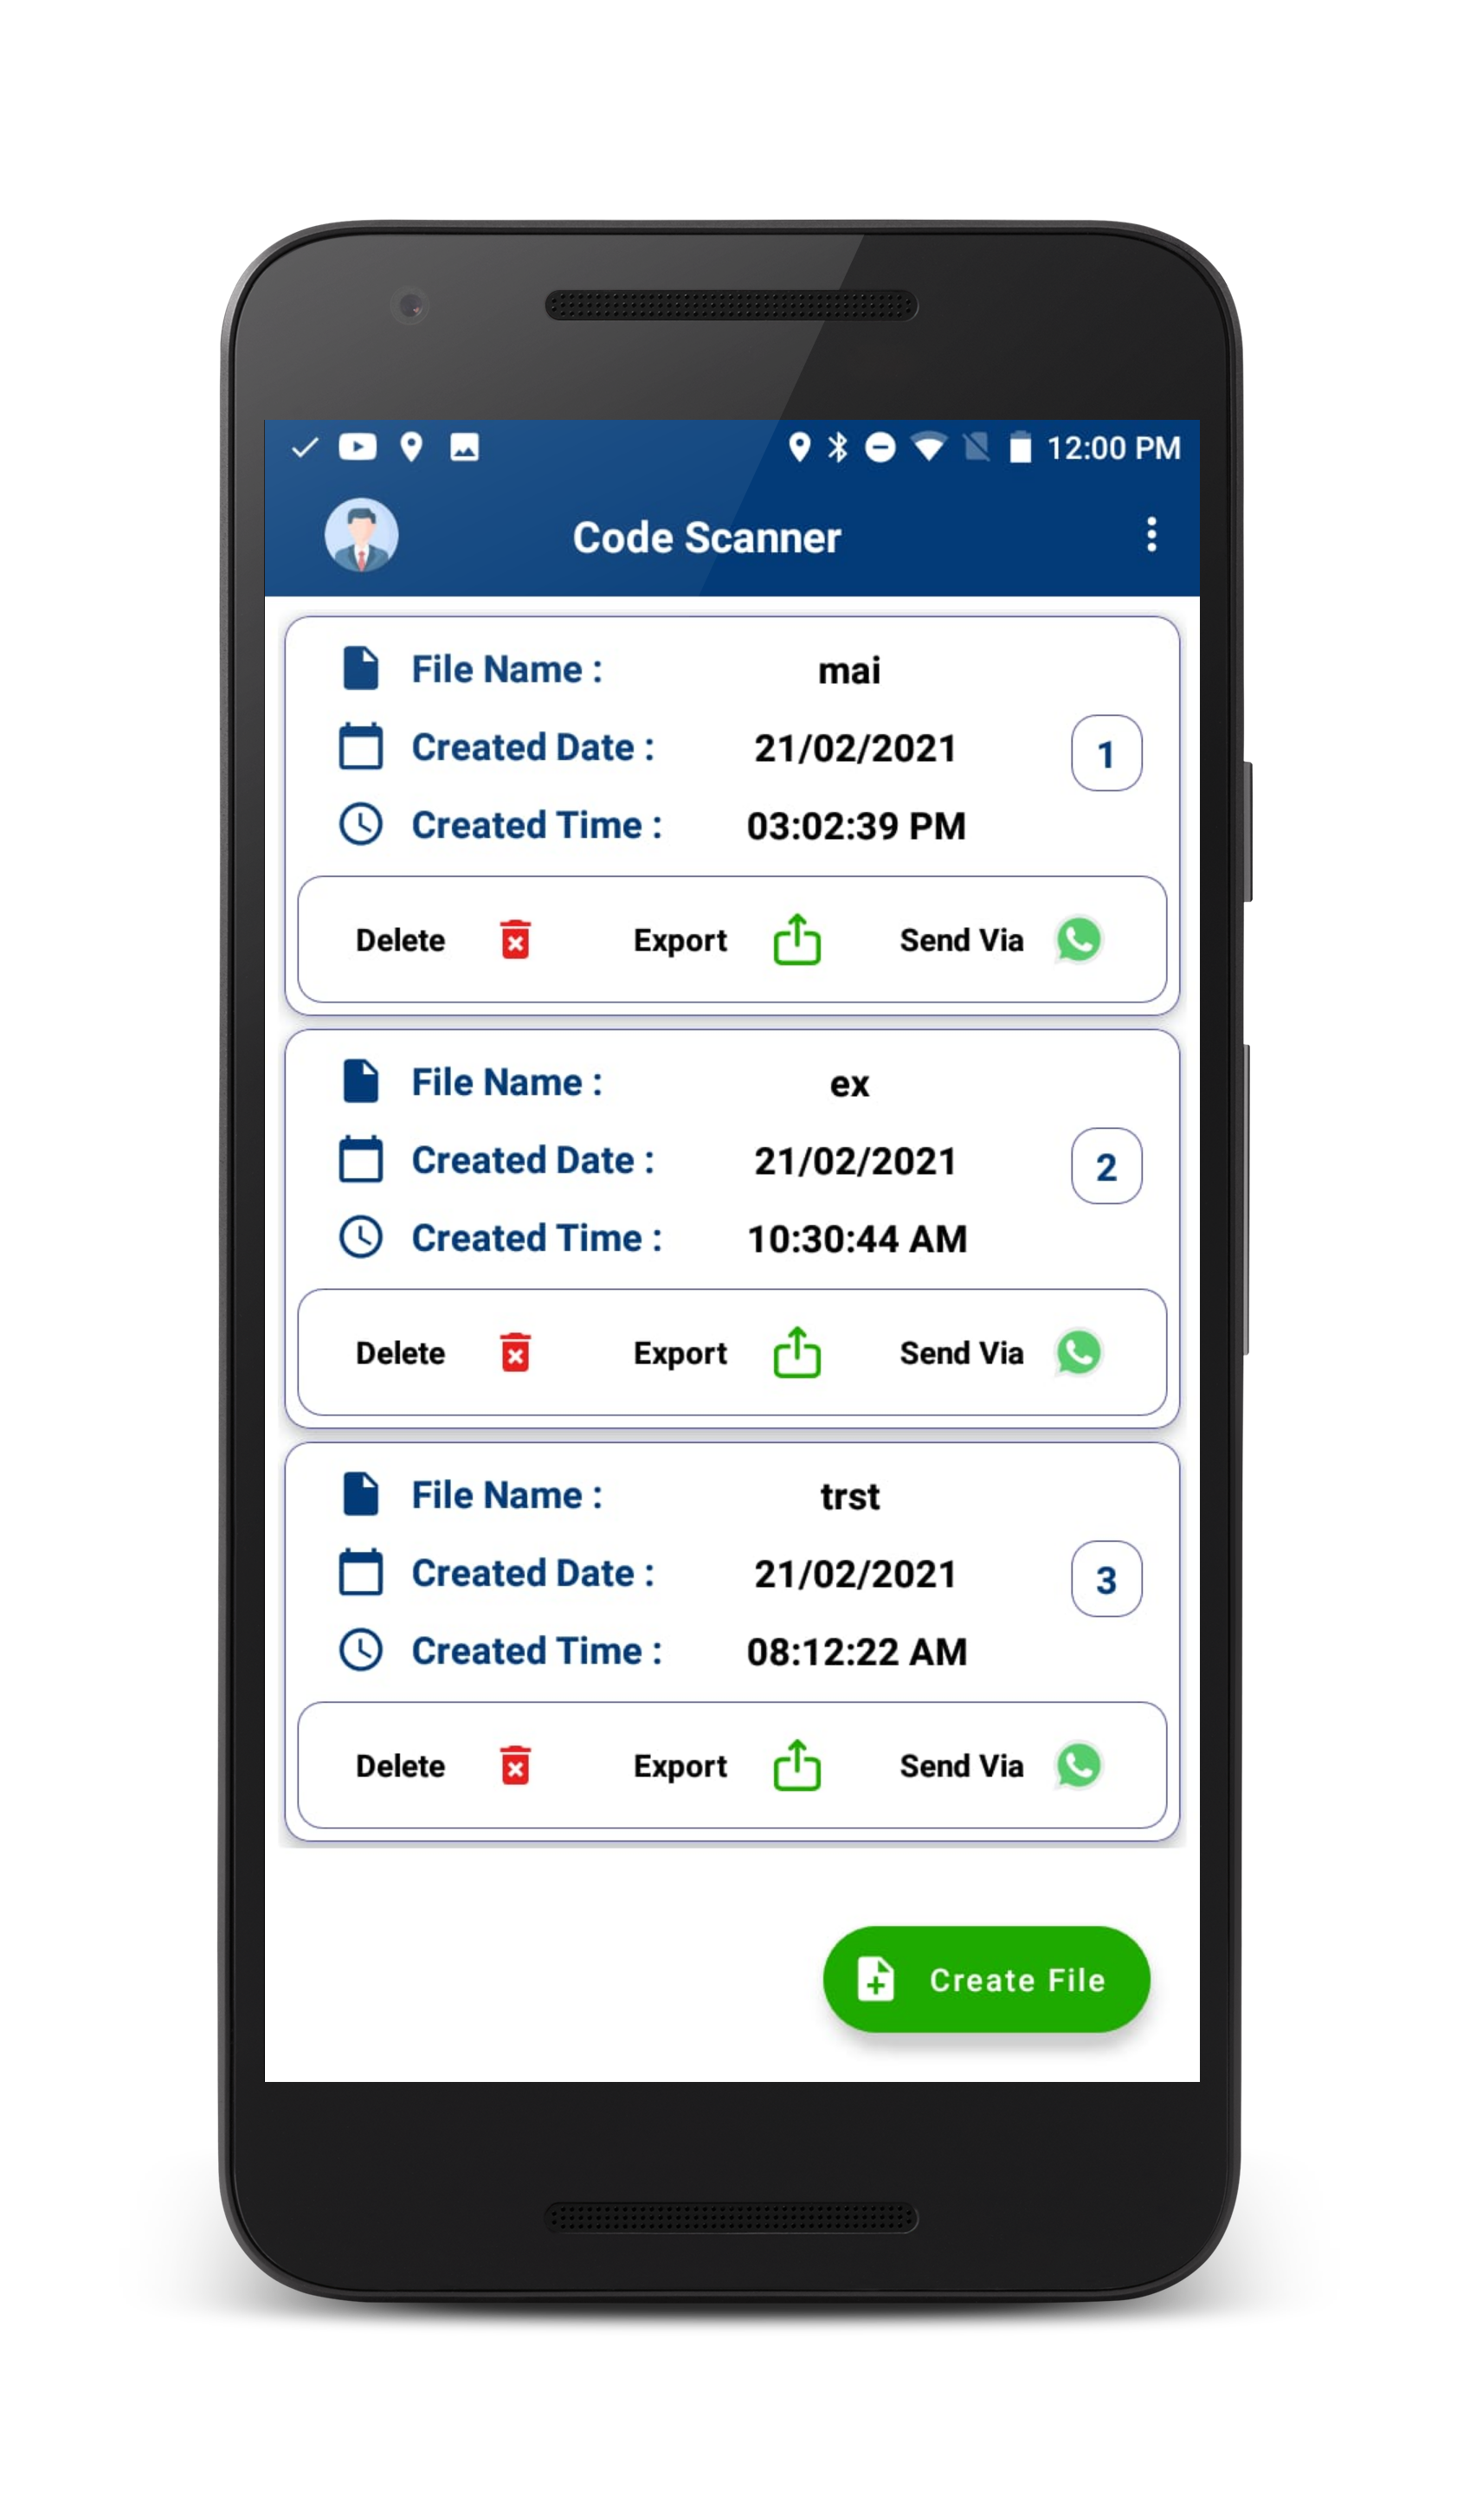 12:00 PM
Code Scanner
File Name : mai
Created Date : 21/02/2021
1
Created Time : 03:02:39 PM
Delete Export Send Via
File Name : ex
Created Date : 21/02/2021
2
Created Time : 10:30:44 AM
Delete Export Send Via
File Name : trst
Created Date : 21/02/2021
3
Created Time : 08:12:22 AM
Delete Export Send Via
Create File